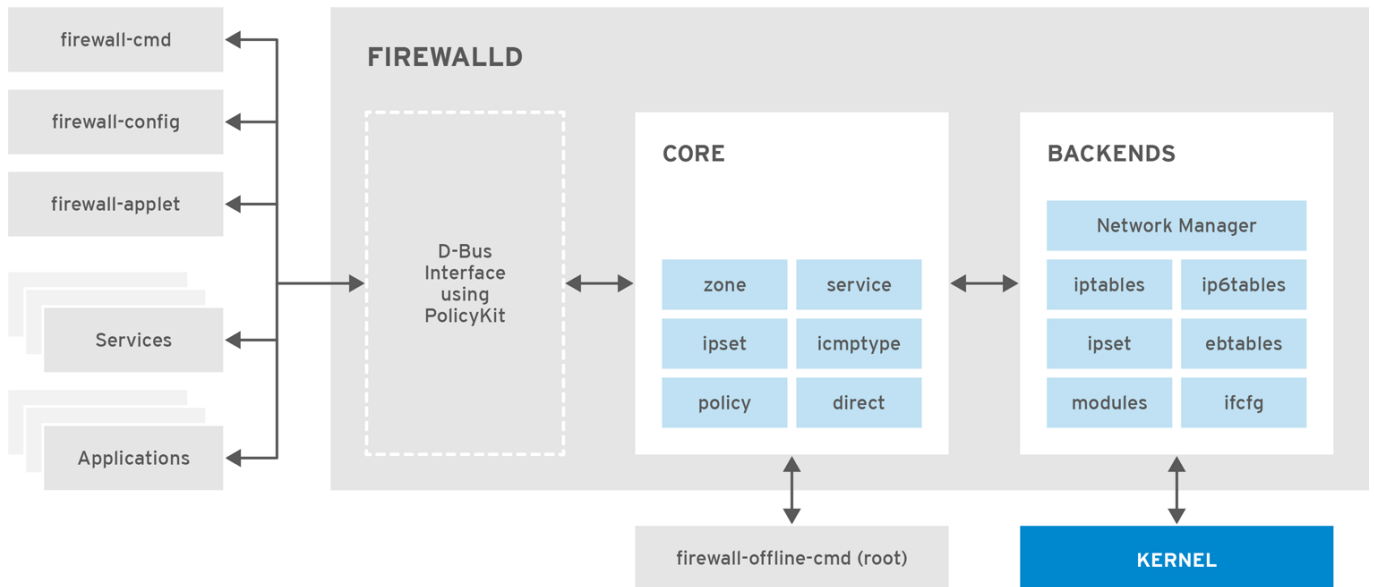 firewall-cmd
firewall-config
firewall-applet
Services
Applications
FIREWALLD
D-Bus
Interface
using
PolicyKit
CORE
zone
service
ipset
icmptype
policy
direct
BACKENDS
Network Manager
iptables
ip6tables
ipset
ebtables
modules
ifcfg
firewall-offline-cmd (root)
KERNEL